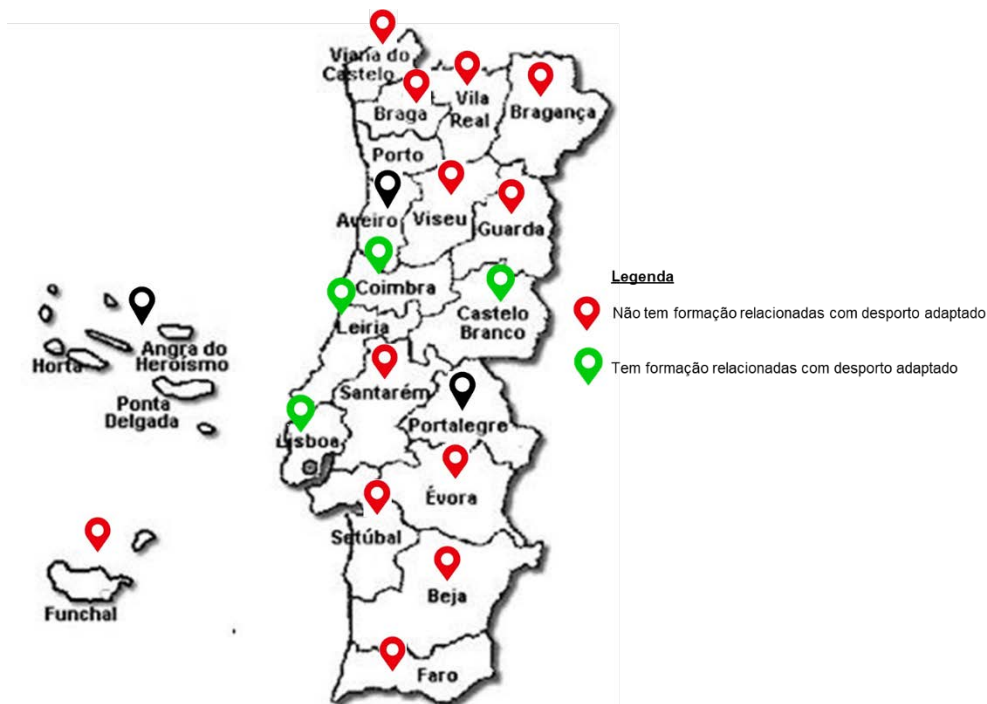 Viana do
Castelo
Braga
Vila
Real
Bragança
Porto
Aveiro
Viseu
Guarda
Coimbra
Castelo
Branco
Leiria
Santarém
Portalegre
Lisboa
Évora
Setúbal
Beja
Faro
Horta
Angra do
Heroísmo
Ponta
Delgada
Funchal
Legenda
Não tem formação relacionadas com desporto adaptado
Tem formação relacionadas com desporto adaptado